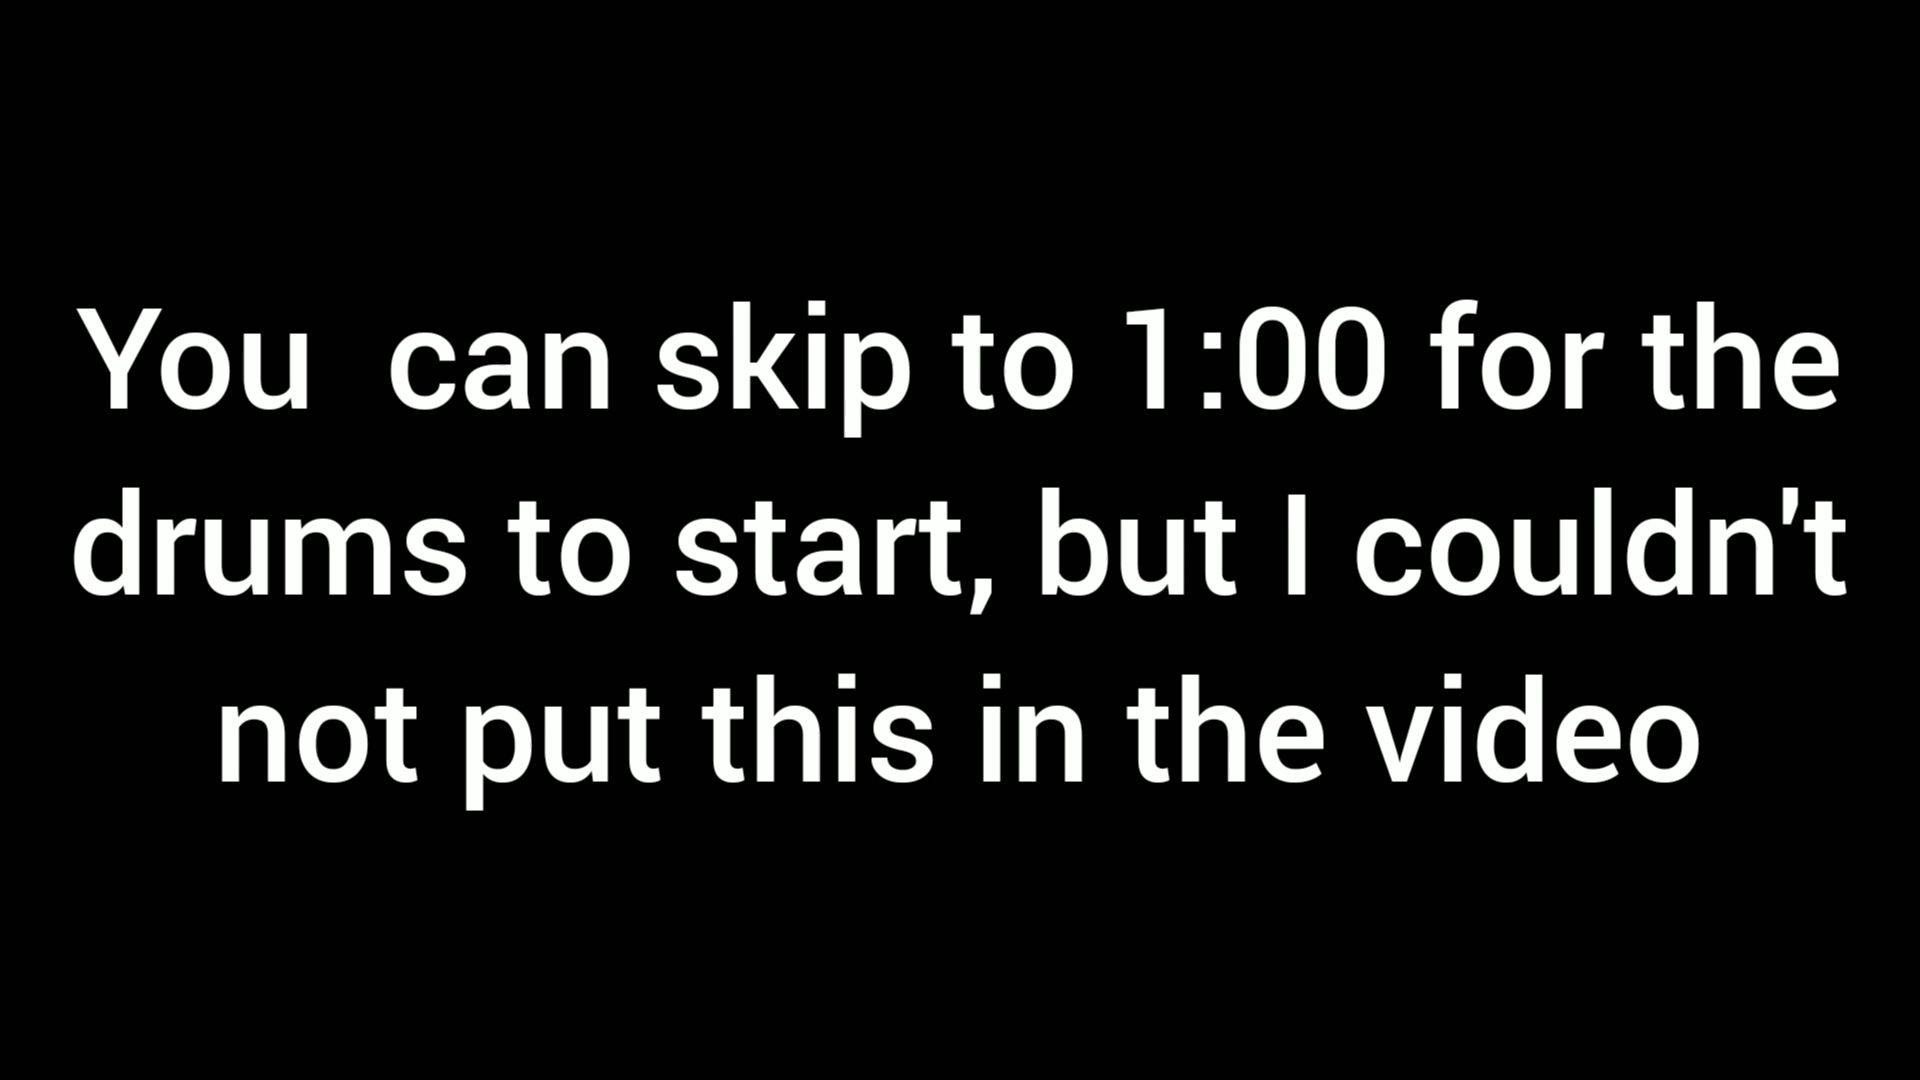 You  can skip to 1:00 for the
drums to start, but I couldn't
not put this in the video